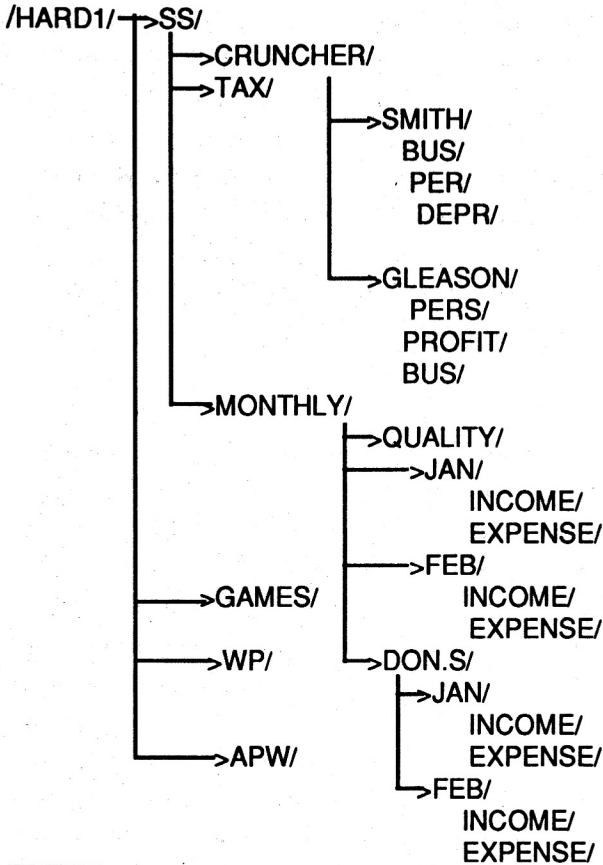 /HARD1/ >SS/
>CRUNCHER/
>TAX/
>SMITH/
BUS/
PER/
DEPR/
>GLEASON/
PERS/
PROFIT/
BUS/
>MONTHLY/
>QUALITY/
>JAN/
INCOME/
EXPENSE/
>FEB/
>GAMES/ INCOME/
EXPENSE/
>WP/ >DON.S/
>JAN/
INCOME/
>APW/ EXPENSE/
>FEB/
INCOME/
EXPENSE/